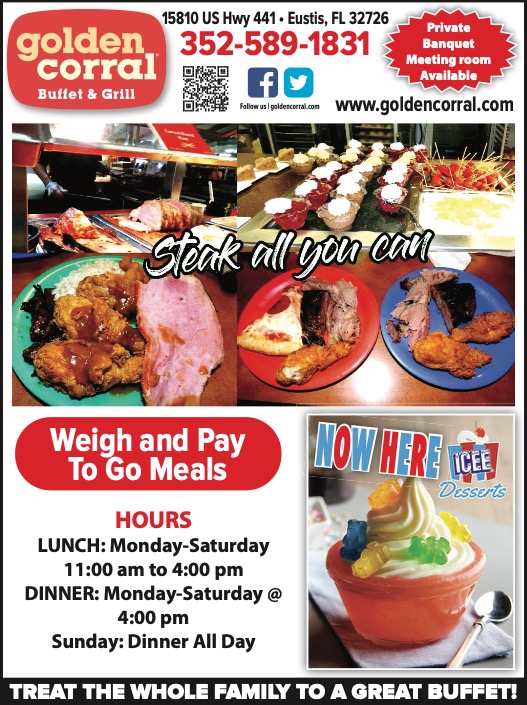 golden
corral®
Buffet & Grill
15810 US Hwy 441 • Eustis, FL 32726
352-589-1831
Follow us | goldencorral.com
www.goldencorral.com
Private
Banquet
Meeting room
Available
Steak all you can
Weigh and Pay
To Go Meals
HOURS
LUNCH: Monday-Saturday
11:00 am to 4:00 pm
DINNER: Monday-Saturday @
4:00 pm
Sunday: Dinner All Day
NOW HERE
ICEE
Desserts
TREAT THE WHOLE FAMILY TO A GREAT BUFFET!